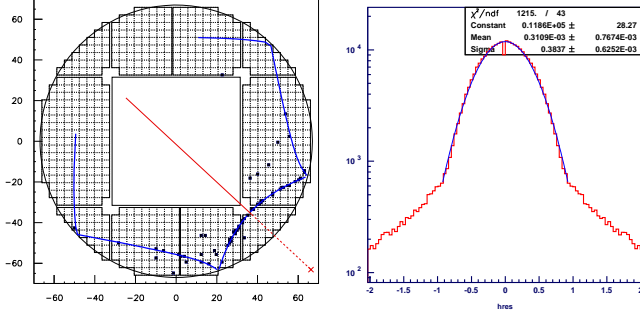 60
40
20
0
−20
−40
−60
−60 −40 −20 0 20 40 60
χ²/ndf 1215. / 43
Constant 0.1186E+05 ± 28.27
Mean 0.3109E-03 ± 0.7674E-03
Sigma 0.3837 ± 0.6252E-03
10⁴
10³
10²
-2 -1.5 -1 -0.5 0 0.5 1 1.5 2
hres